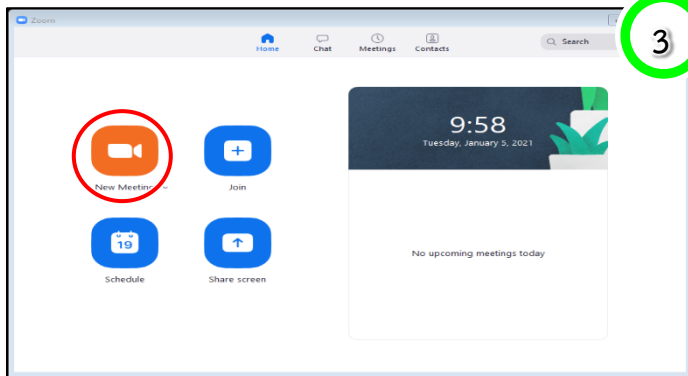 Zoom
Home Chat Meetings Contacts Search
3
9:58
Tuesday, January 5, 2021
New Meeting
Join
19
Schedule
Share screen
No upcoming meetings today